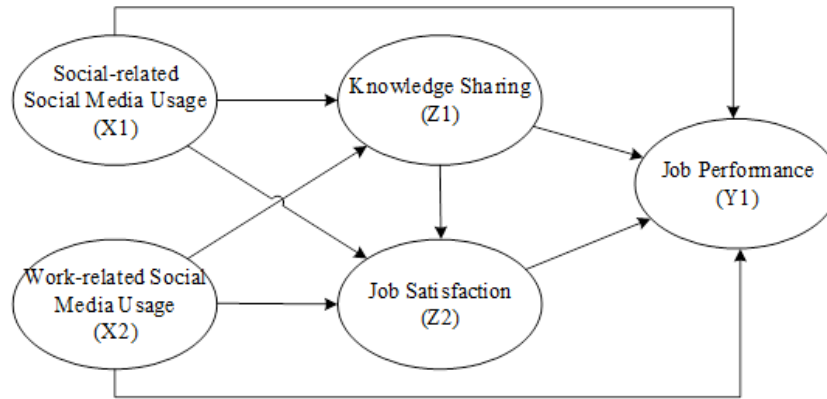 Social-related
Social Media Usage
(X1)
Knowledge Sharing
(Z1)
Job Performance
(Y1)
Work-related Social
Media Usage
(X2)
Job Satisfaction
(Z2)